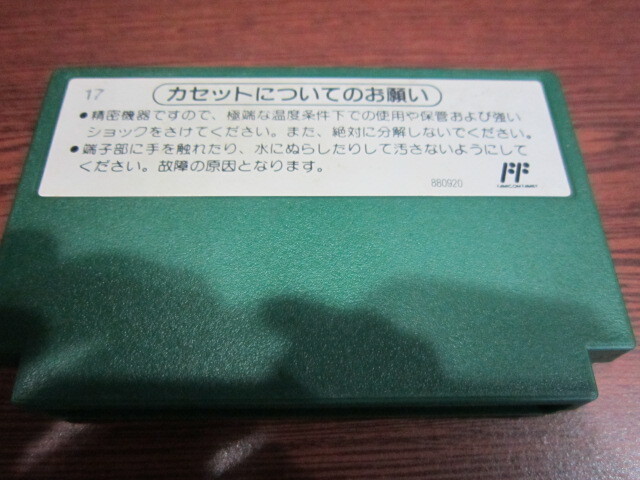 17
カセットについてのお願い
●精密機器ですので、極端な温度条件下での使用や保管および強い
ショックをさけてください。また、絶対に分解しないでください。
●端子部に手を触れたり、水にぬらしたりして汚さないようにして
ください。故障の原因となります。
880920
FF
FAMICOM FAMILY